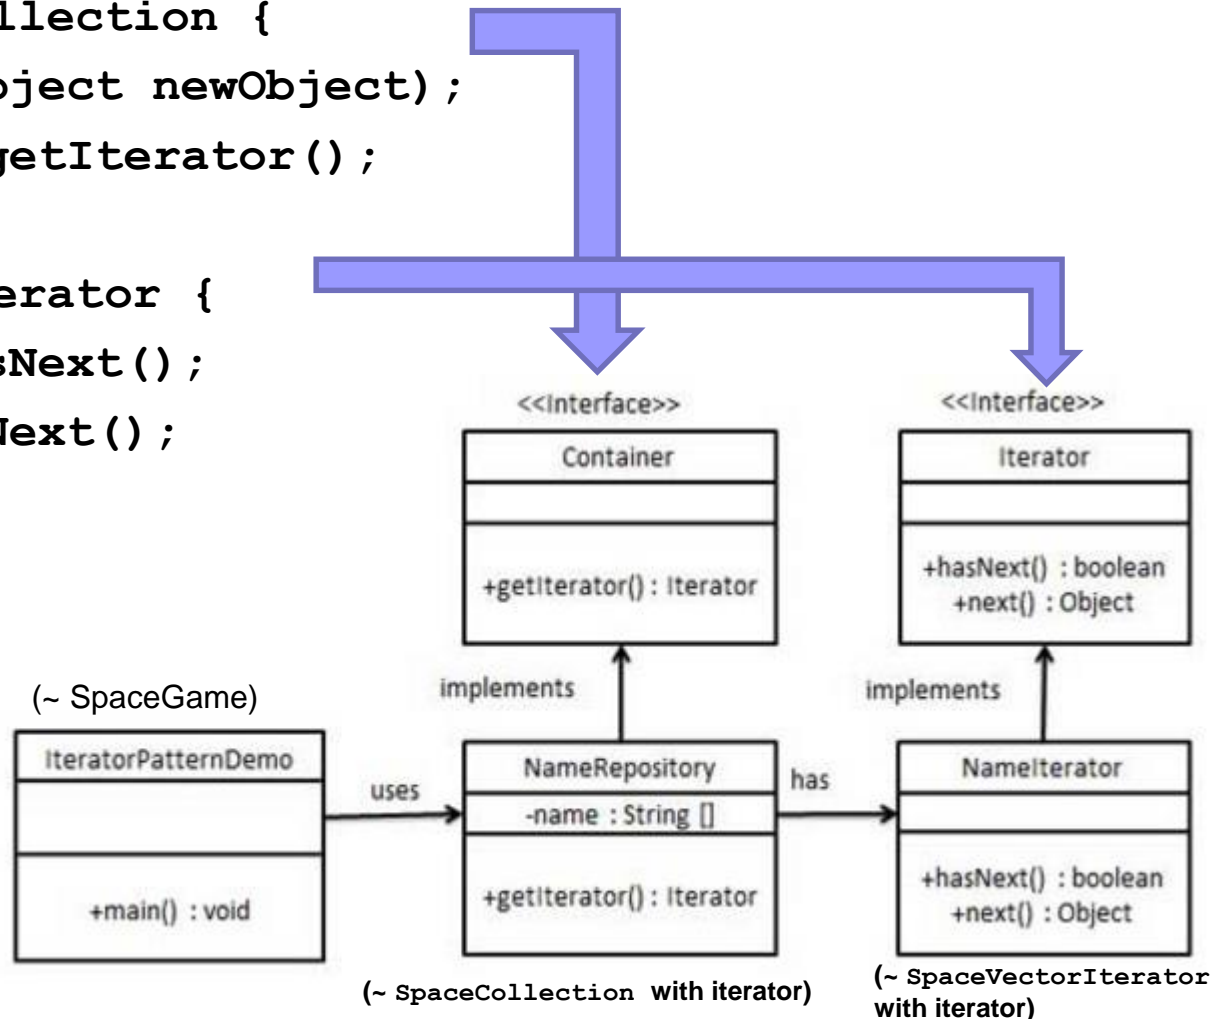 llection {
oject newObject);
getIterator();
erator {
sNext();
Next();
<<Interface>>
Container
+getIterator() : Iterator
<<Interface>>
Iterator
+hasNext() : boolean
+next() : Object
implements
implements
(~ SpaceGame)
IteratorPatternDemo
+main() : void
uses
NameRepository
-name : String []
+getIterator() : Iterator
has
NameIterator
+hasNext() : boolean
+next() : Object
(~ SpaceCollection with iterator)
(~ SpaceVectorIterator
with iterator)